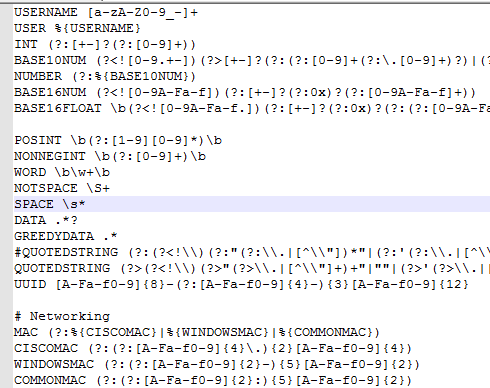 USERNAME [a-zA-Z0-9_-]+
USER %{USERNAME}
INT (?:[+-]?(?:[0-9]+))
BASE10NUM (?<![0-9.+-])(?>[+-]?(?:(?:[0-9]+(?:\.[0-9]+)?)|(?
NUMBER (?:%{BASE10NUM})
BASE16NUM (?<![0-9A-Fa-f])(?:[+-]?(?:0x)?(?:[0-9A-Fa-f]+))
BASE16FLOAT \b(?<![0-9A-Fa-f.])(?:[+-]?(?:0x)?(?:(?:[0-9A-Fa
POSINT \b(?:[1-9][0-9]*)\b
NONNEGINT \b(?:[0-9]+)\b
WORD \b\w+\b
NOTSPACE \S+
SPACE \s*
DATA .*?
GREEDYDATA .*
#QUOTEDSTRING (?:(?<!\\)(?:"(?:\\.|[^\\"])*"|(?:'(?:\\.|[^\\
QUOTEDSTRING (?>(?<!\\)(?>"(?>\\.|[^\\"]+)+"|""|(?>'(?>\\.|
UUID [A-Fa-f0-9]{8}-(?:[A-Fa-f0-9]{4}-){3}[A-Fa-f0-9]{12}
# Networking
MAC (?:%{CISCOMAC}|%{WINDOWSMAC}|%{COMMONMAC})
CISCOMAC (?:(?:[A-Fa-f0-9]{4}\.){2}[A-Fa-f0-9]{4})
WINDOWSMAC (?:(?:[A-Fa-f0-9]{2}-){5}[A-Fa-f0-9]{2})
COMMONMAC (?:(?:[A-Fa-f0-9]{2}:){5}[A-Fa-f0-9]{2})